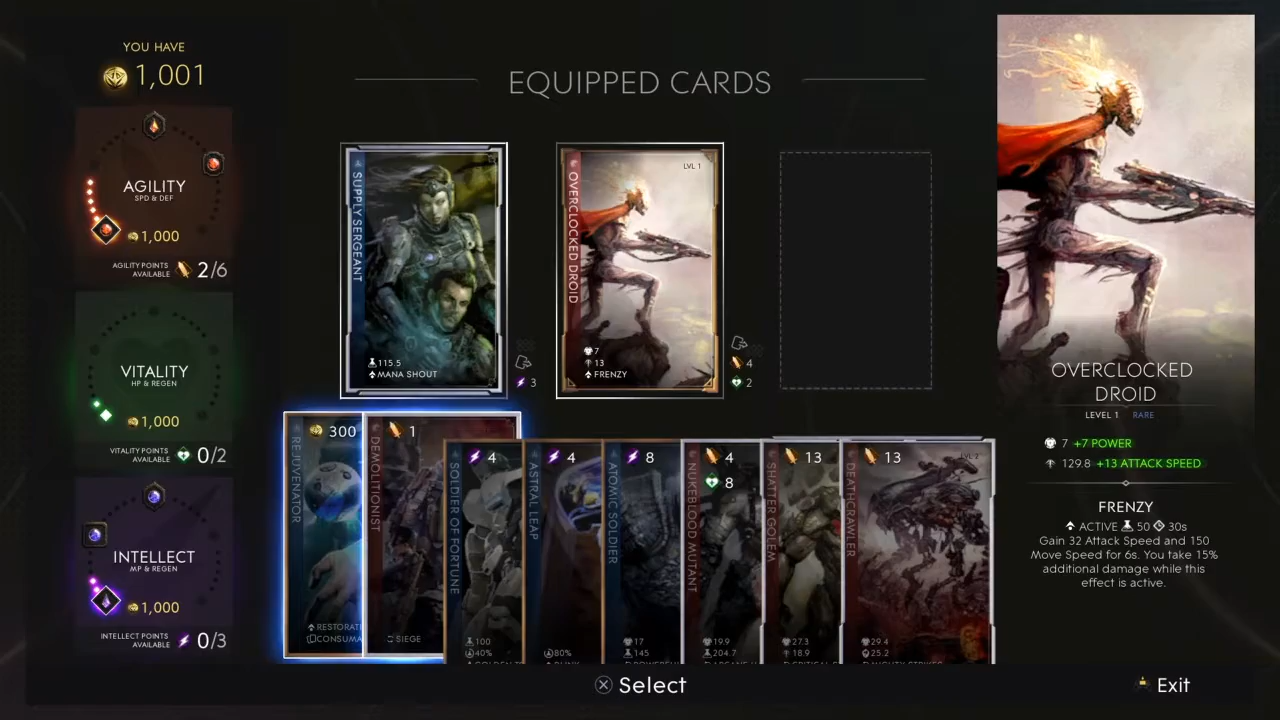 YOU HAVE
1,001
AGILITY
SPD & DEF
1,000
AGILITY POINTS
AVAILABLE
2/6
VITALITY
HP & REGEN
1,000
VITALITY POINTS
AVAILABLE
0/2
INTELLECT
MP & REGEN
1,000
INTELLECT POINTS
AVAILABLE
0/3
EQUIPPED CARDS
SUPPLY SERGEANT
115.5
MANA SHOUT
3
OVERCLOCKED DROID
LVL 1
7
13
FRENZY
4
2
REJUVENATOR
300
RESTORATI
CONSUMA
DEMOLITIONIST
1
SIEGE
SOLDIER OF FORTUNE
4
100
40%
ASTRAL LEAP
4
80%
ATOMIC SOLDIER
8
17
145
NUKEBLOOD MUTANT
4
8
19.9
204.7
SHATTER GOLEM
13
27.3
18.9
DEATHCRAWLER
13
LVL 2
29.4
25.2
OVERCLOCKED
DROID
LEVEL 1 RARE
7 +7 POWER
129.8 +13 ATTACK SPEED
FRENZY
ACTIVE 50 30s
Gain 32 Attack Speed and 150
Move Speed for 6s. You take 15%
additional damage while this
effect is active.
Select
Exit